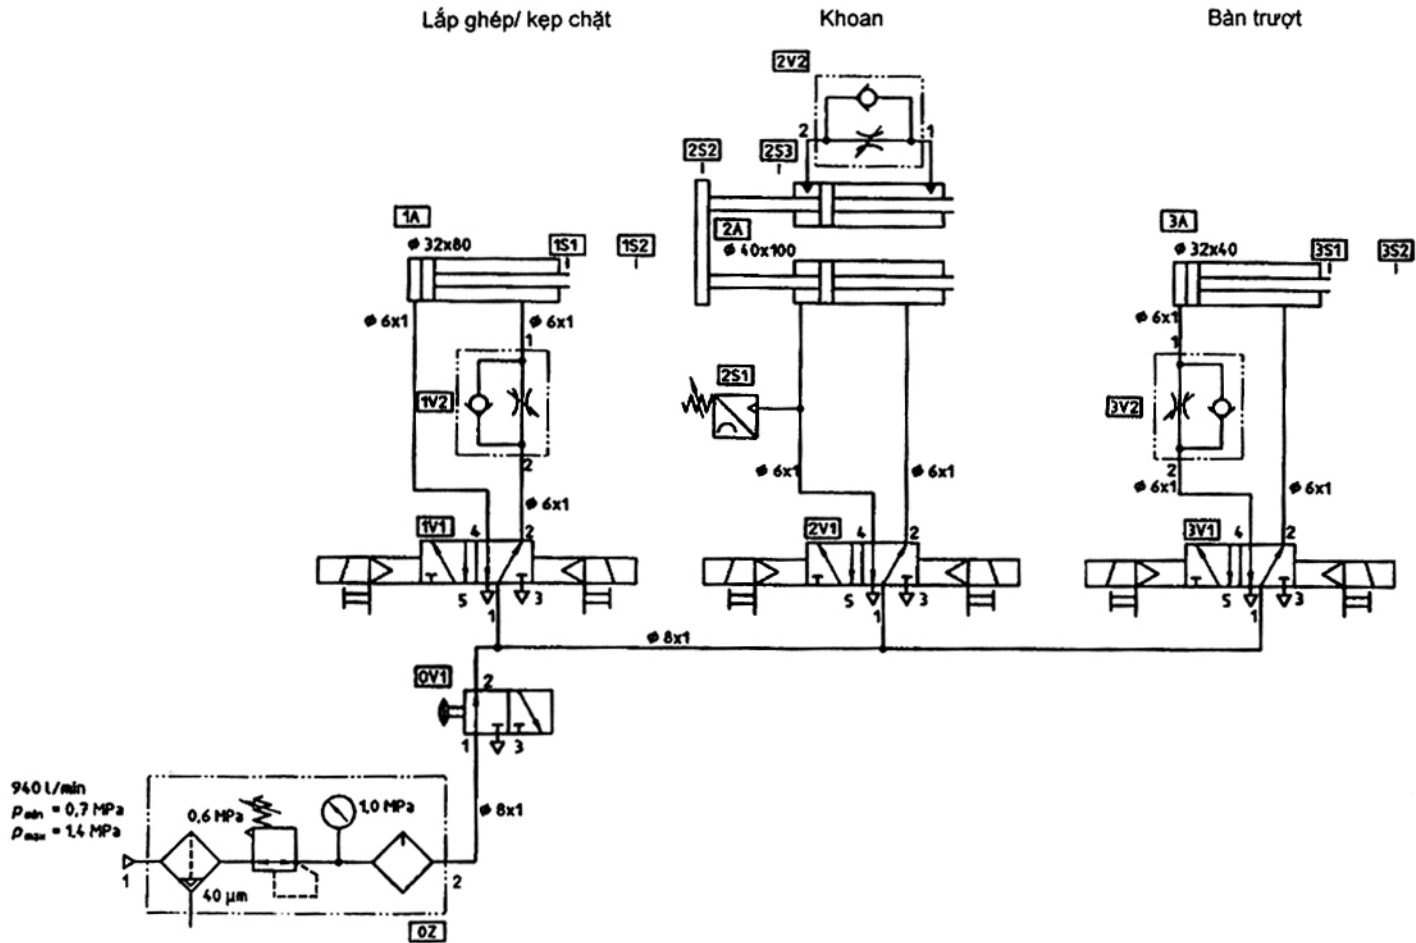 Lắp ghép/ kẹp chặt
Khoan
Bàn trượt
2V2
2
1
2S2
2S3
1A
ϕ 32x80
1S1
1S2
2A
ϕ 40x100
3A
ϕ 32x40
3S1
3S2
ϕ 6x1
ϕ 6x1
1
1V2
2
ϕ 6x1
2S1
ϕ 6x1
ϕ 6x1
ϕ 6x1
1
3V2
2
ϕ 6x1
ϕ 6x1
1V1
4
2
5
1
3
2V1
4
2
5
1
3
3V1
4
2
5
1
3
ϕ 8x1
0V1
2
1
3
ϕ 8x1
940 l/min
pmin = 0,7 MPa
pmax = 1,4 MPa
0,6 MPa
1,0 MPa
1
40 µm
2
0Z